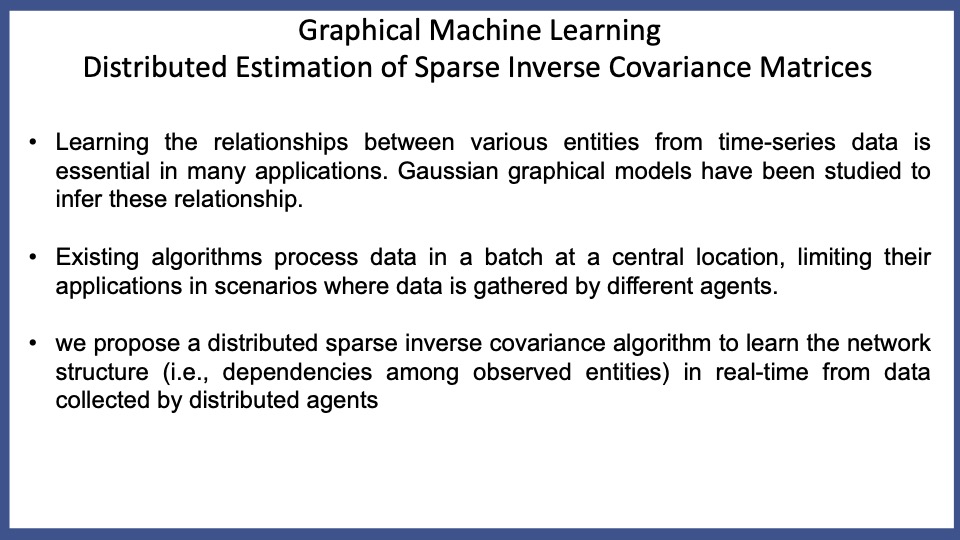 Graphical Machine Learning
Distributed Estimation of Sparse Inverse Covariance Matrices
• Learning the relationships between various entities from time-series data is
essential in many applications. Gaussian graphical models have been studied to
infer these relationship.
• Existing algorithms process data in a batch at a central location, limiting their
applications in scenarios where data is gathered by different agents.
• we propose a distributed sparse inverse covariance algorithm to learn the network
structure (i.e., dependencies among observed entities) in real-time from data
collected by distributed agents